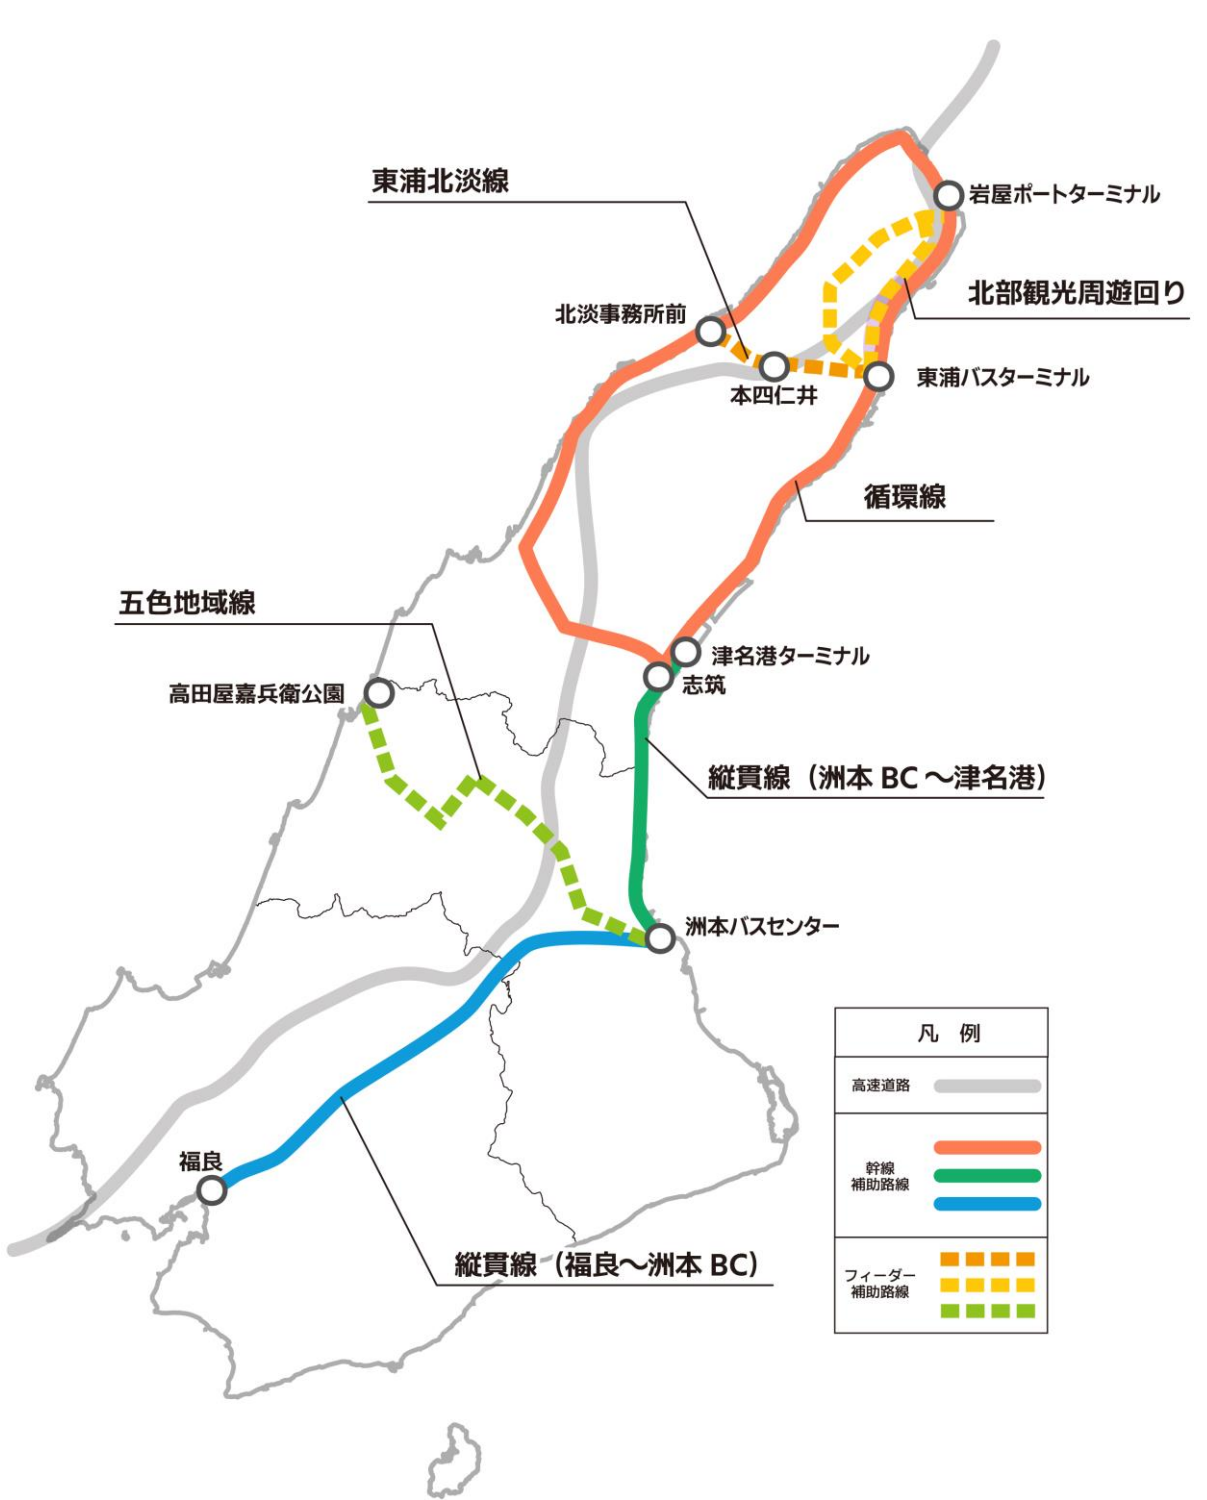 東浦北淡線
岩屋ポートターミナル
北部観光周遊回り
北淡事務所前
本四仁井
東浦バスターミナル
循環線
五色地域線
高田屋嘉兵衛公園
津名港ターミナル
志筑
縦貫線（洲本 BC ～津名港）
洲本バスセンター
福良
縦貫線（福良～洲本 BC）
凡　例
高速道路
幹線
補助路線
フィーダー
補助路線